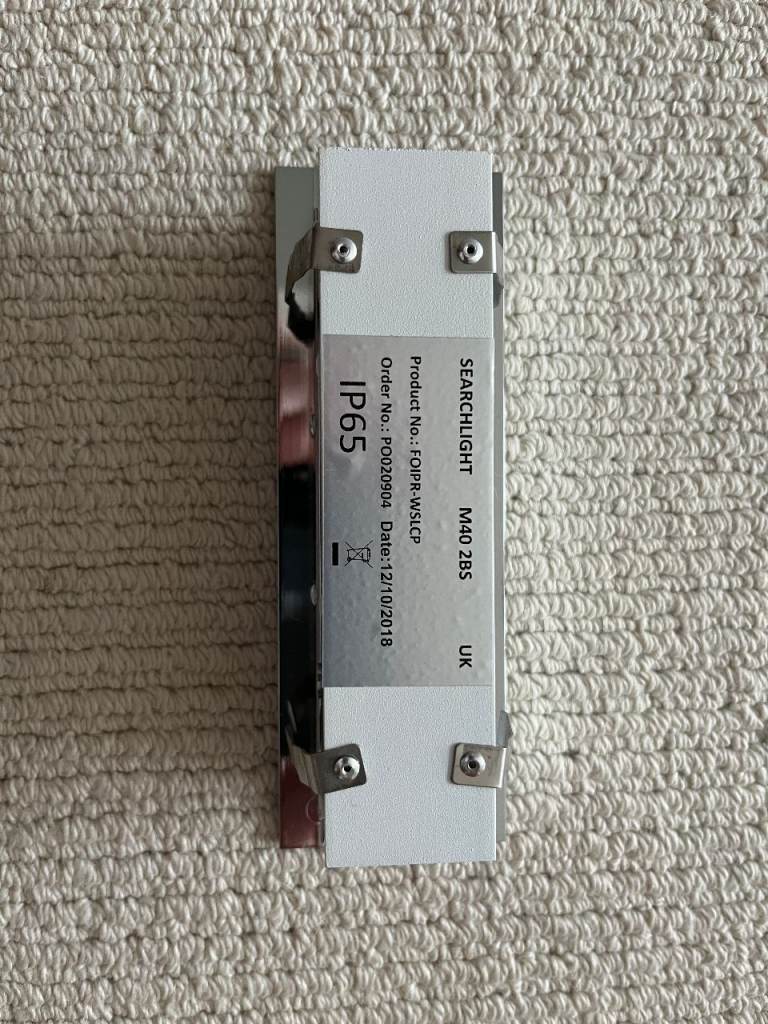 SEARCHLIGHT M40 2BS UK
Product No.: FOIPR-WSLCP
Order No.: PO020904 Date:12/10/2018
IP65